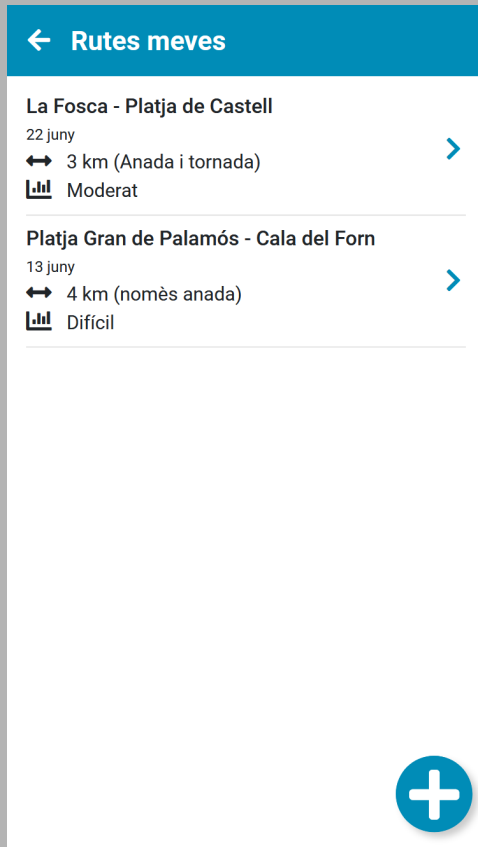 Rutes meves
La Fosca - Platja de Castell
22 juny
3 km (Anada i tornada)
Moderat
Platja Gran de Palamós - Cala del Forn
13 juny
4 km (nomès anada)
Difícil